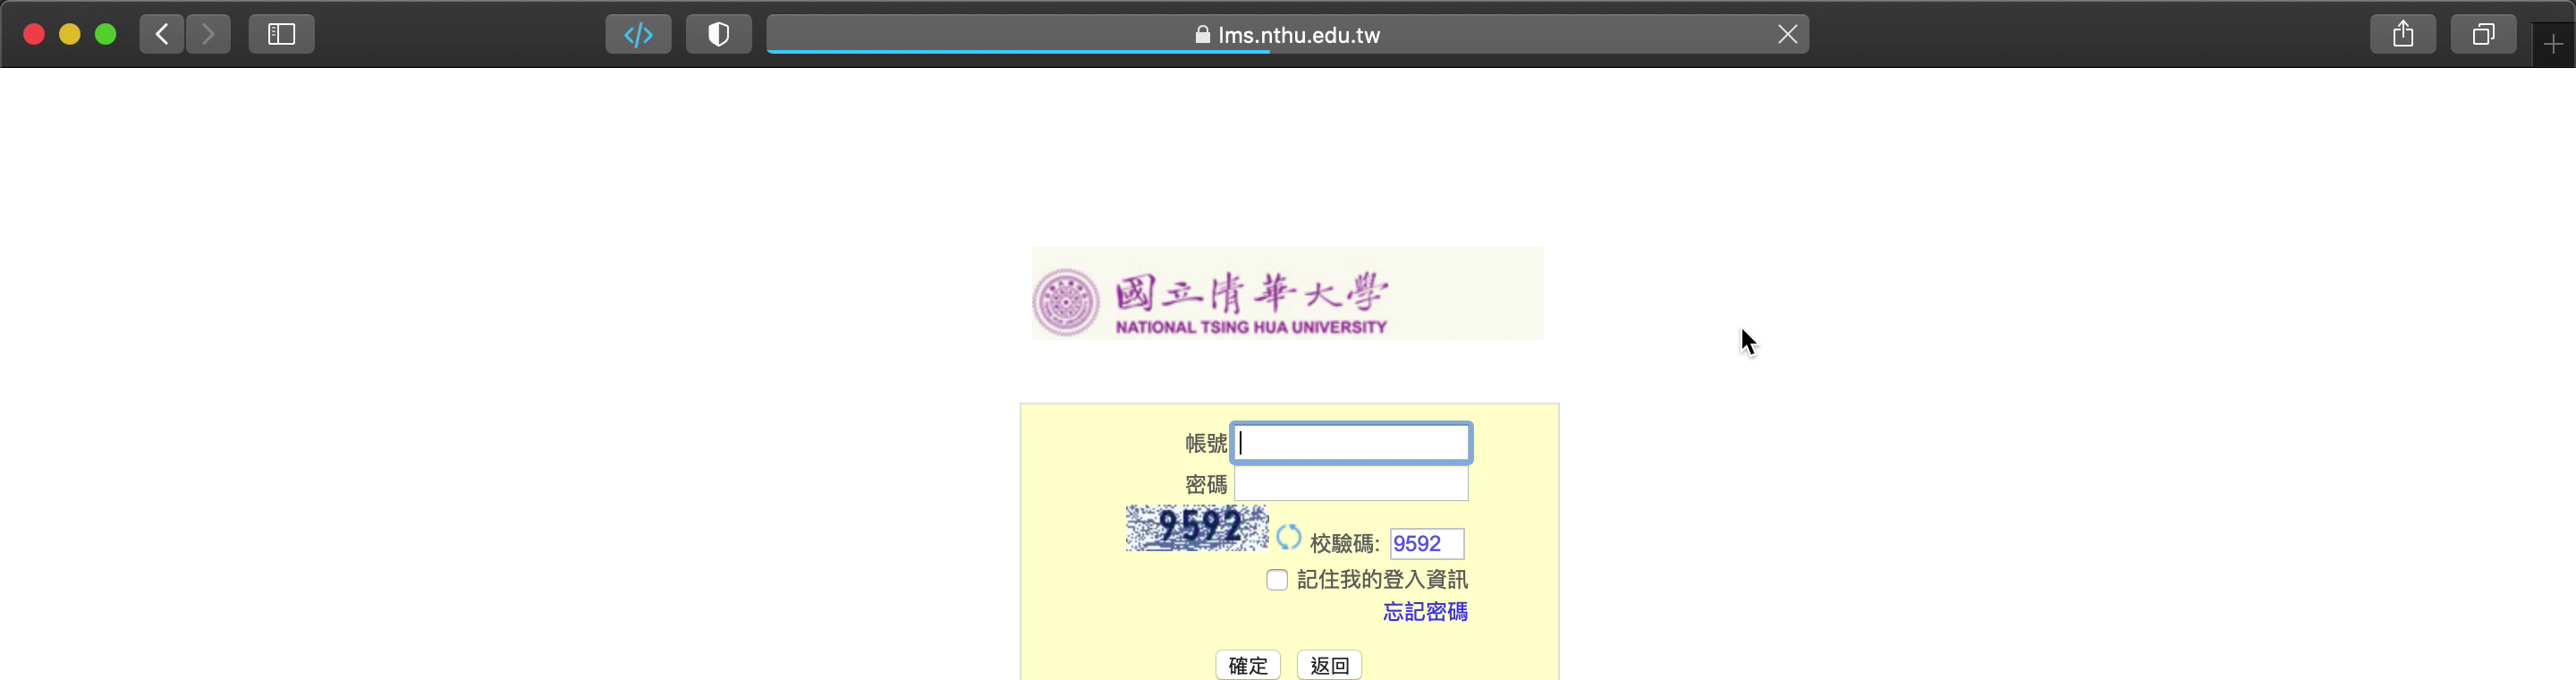 lms.nthu.edu.tw
國立清華大學
NATIONAL TSING HUA UNIVERSITY
帳號
密碼
9592 校驗碼: 9592
記住我的登入資訊
忘記密碼
確定 返回